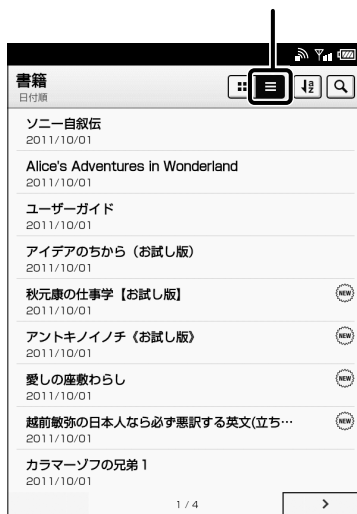 書籍
日付順
ソニー自叙伝
2011/10/01
Alice's Adventures in Wonderland
2011/10/01
ユーザーガイド
2011/10/01
アイデアのちから（お試し版）
2011/10/01
秋元康の仕事学【お試し版】
NEW
2011/10/01
アントキノイノチ《お試し版》
NEW
2011/10/01
愛しの座敷わらし
NEW
2011/10/01
越前敏弥の日本人なら必ず悪訳する英文(立ち…
NEW
2011/10/01
カラマーゾフの兄弟 1
2011/10/01
1 / 4